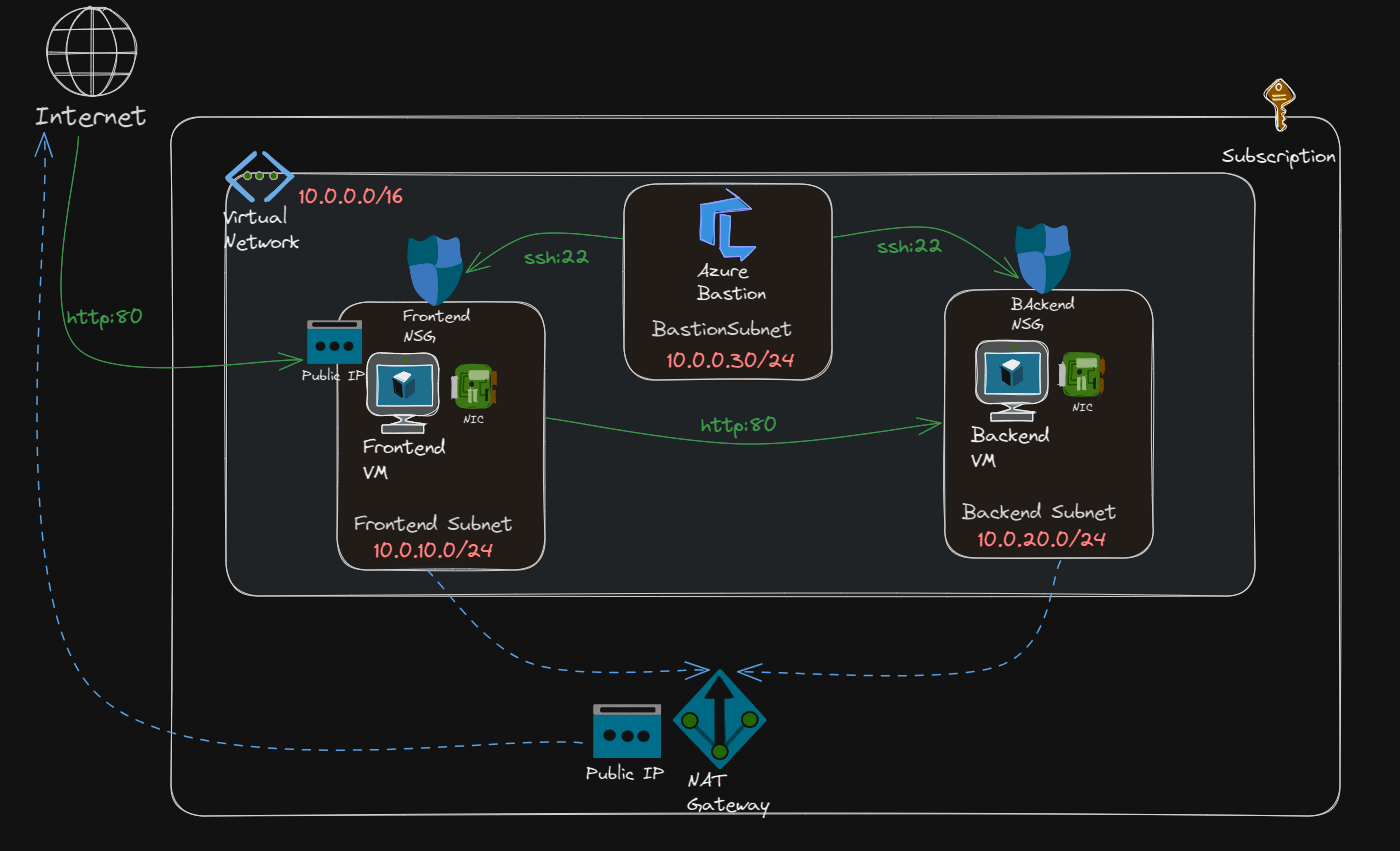 Internet
Subscription
10.0.0.0/16
Virtual
Network
ssh:22
ssh:22
Azure
Bastion
BastionSubnet
10.0.0.30/24
http:80
Public IP
Frontend
NSG
NIC
Frontend
VM
Frontend Subnet
10.0.10.0/24
http:80
BAckend
NSG
NIC
Backend
VM
Backend Subnet
10.0.20.0/24
Public IP
NAT
Gateway